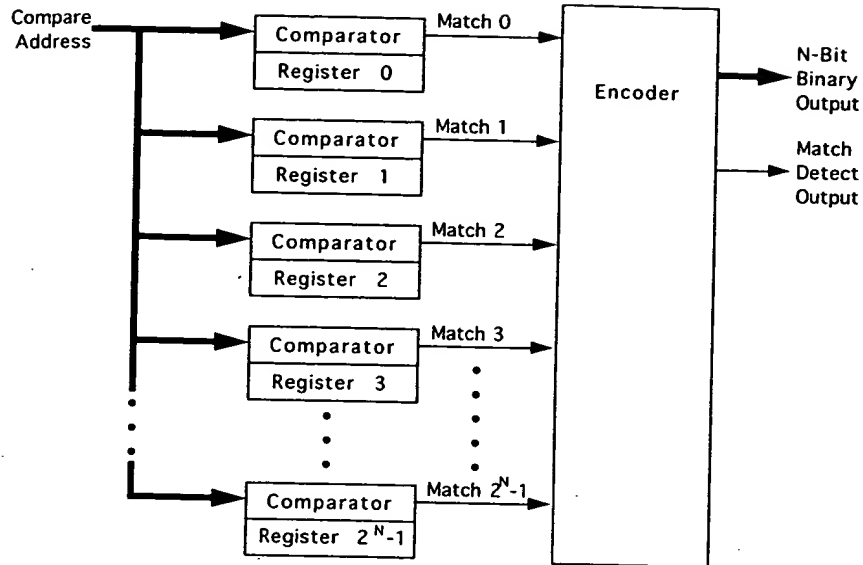 Compare
Address
Comparator
Register 0
Match 0
Comparator
Register 1
Match 1
Comparator
Register 2
Match 2
Comparator
Register 3
Match 3
Comparator
Register 2^N-1
Match 2^N-1
Encoder
N-Bit
Binary
Output
Match
Detect
Output